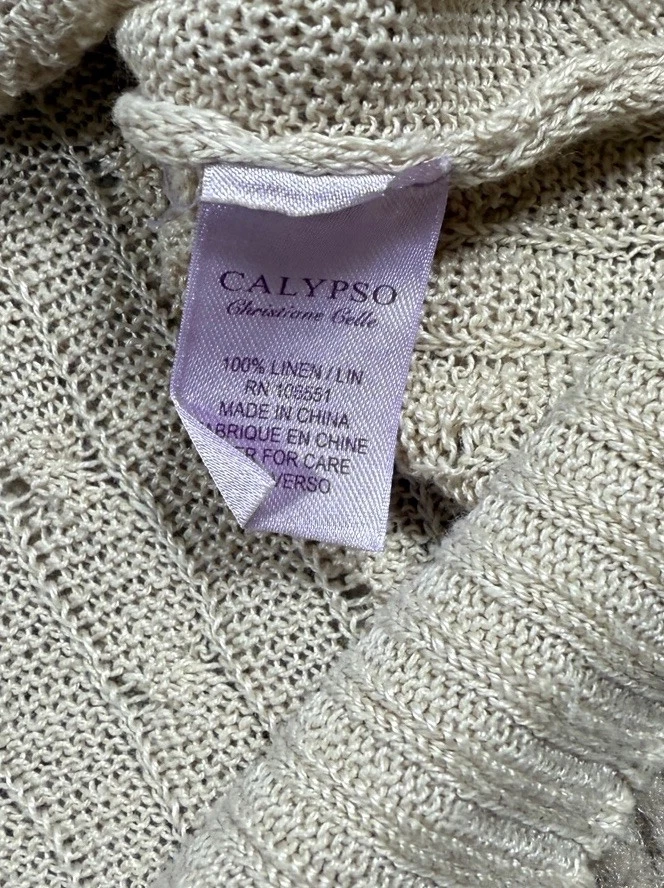 CALYPSO
Christiane Celle
100% LINEN / LIN
RN 105551
MADE IN CHINA
ABRIQUE EN CHINE
ER FOR CARE
VERSO